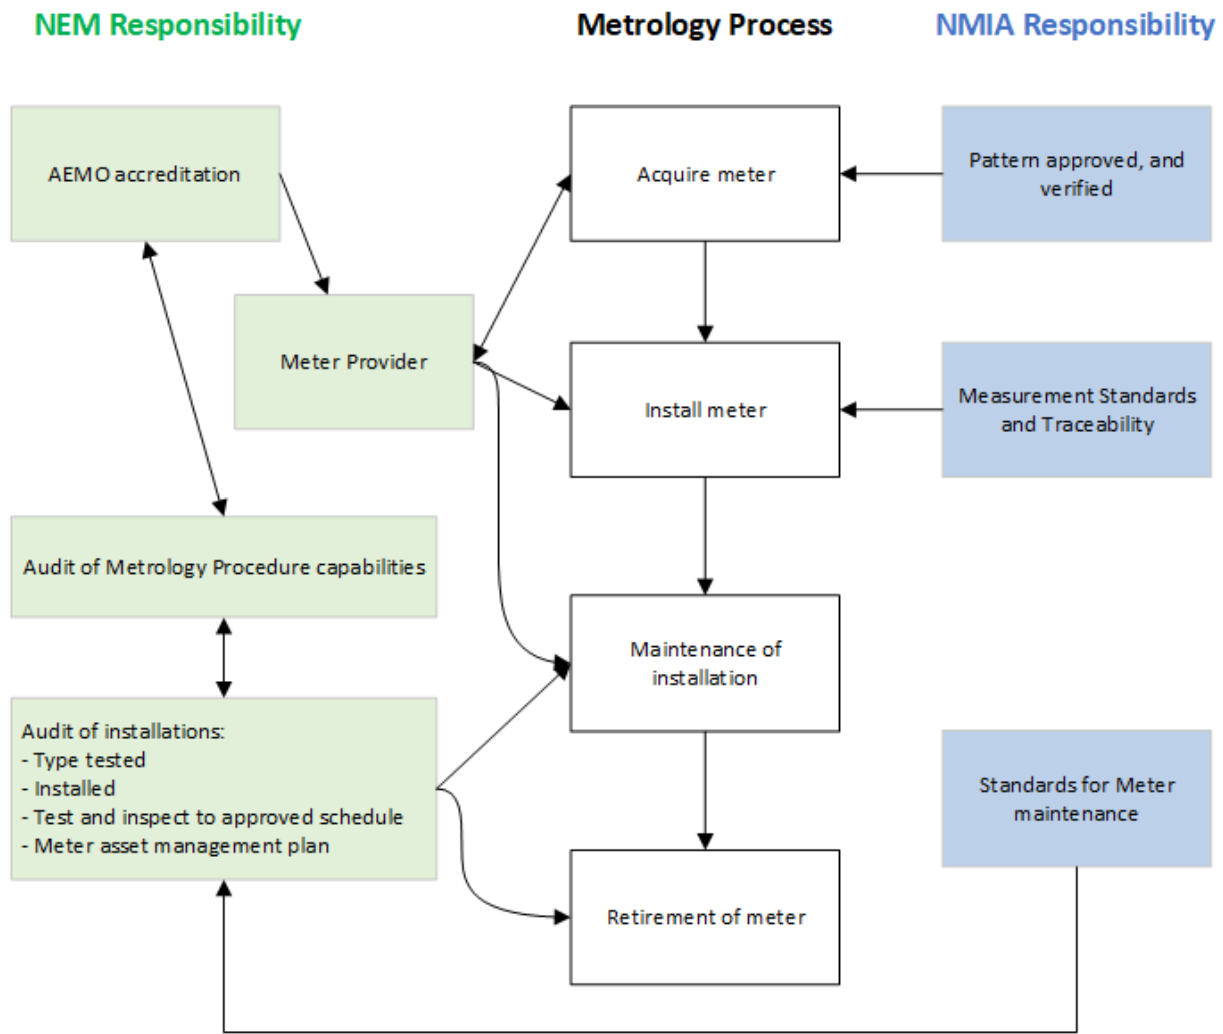 NEM Responsibility
Metrology Process
NMIA Responsibility
AEMO accreditation
Acquire meter
Pattern approved, and
verified
Meter Provider
Install meter
Measurement Standards
and Traceability
Audit of Metrology Procedure capabilities
Maintenance of
installation
Audit of installations:
- Type tested
- Installed
- Test and inspect to approved schedule
- Meter asset management plan
Standards for Meter
maintenance
Retirement of meter